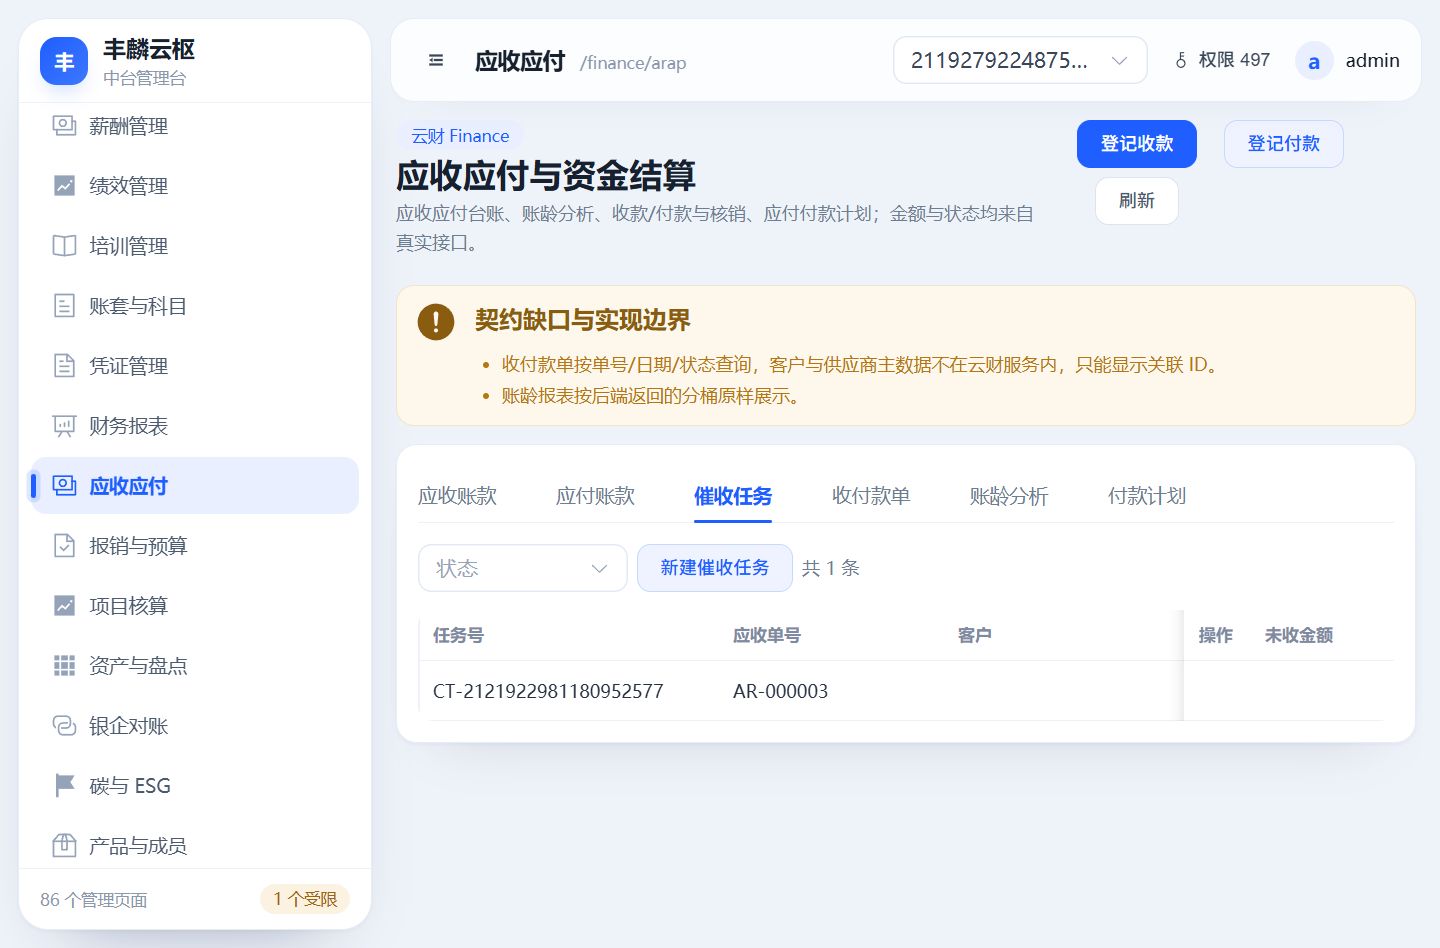 丰
丰麟云枢
中台管理台
应收应付 /finance/arap
2119279224875...
权限 497
a
admin
薪酬管理
绩效管理
培训管理
账套与科目
凭证管理
财务报表
应收应付
报销与预算
项目核算
资产与盘点
银企对账
碳与 ESG
产品与成员
86 个管理页面
1 个受限
云财 Finance
应收应付与资金结算
应收应付台账、账龄分析、收款/付款与核销、应付付款计划；金额与状态均来自
真实接口。
登记收款
登记付款
刷新
契约缺口与实现边界
收付款单按单号/日期/状态查询，客户与供应商主数据不在云财服务内，只能显示关联 ID。
账龄报表按后端返回的分桶原样展示。
应收账款 应付账款 催收任务 收付款单 账龄分析 付款计划
状态 新建催收任务 共 1 条
任务号 应收单号 客户 操作 未收金额
CT-2121922981180952577 AR-000003